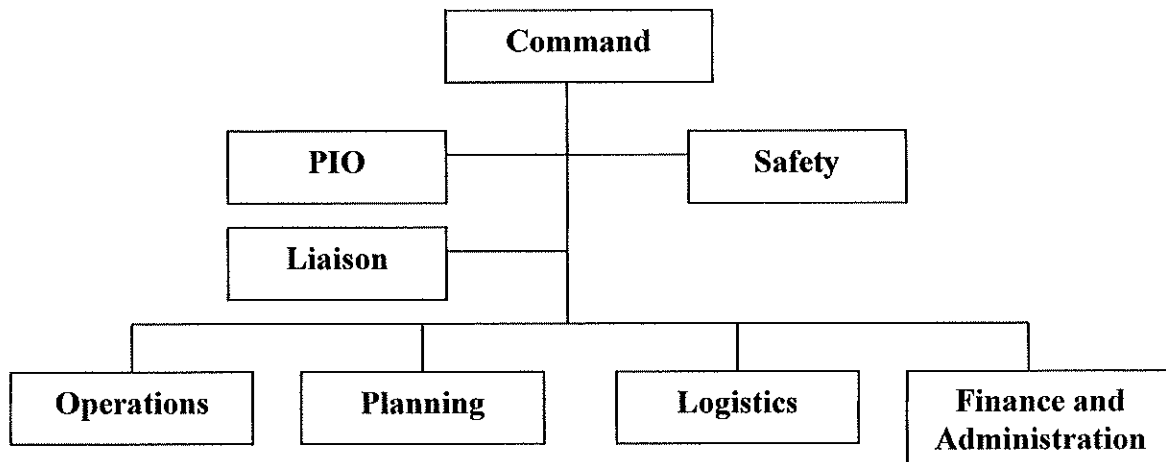 Command
PIO
Safety
Liaison
Operations
Planning
Logistics
Finance and
Administration